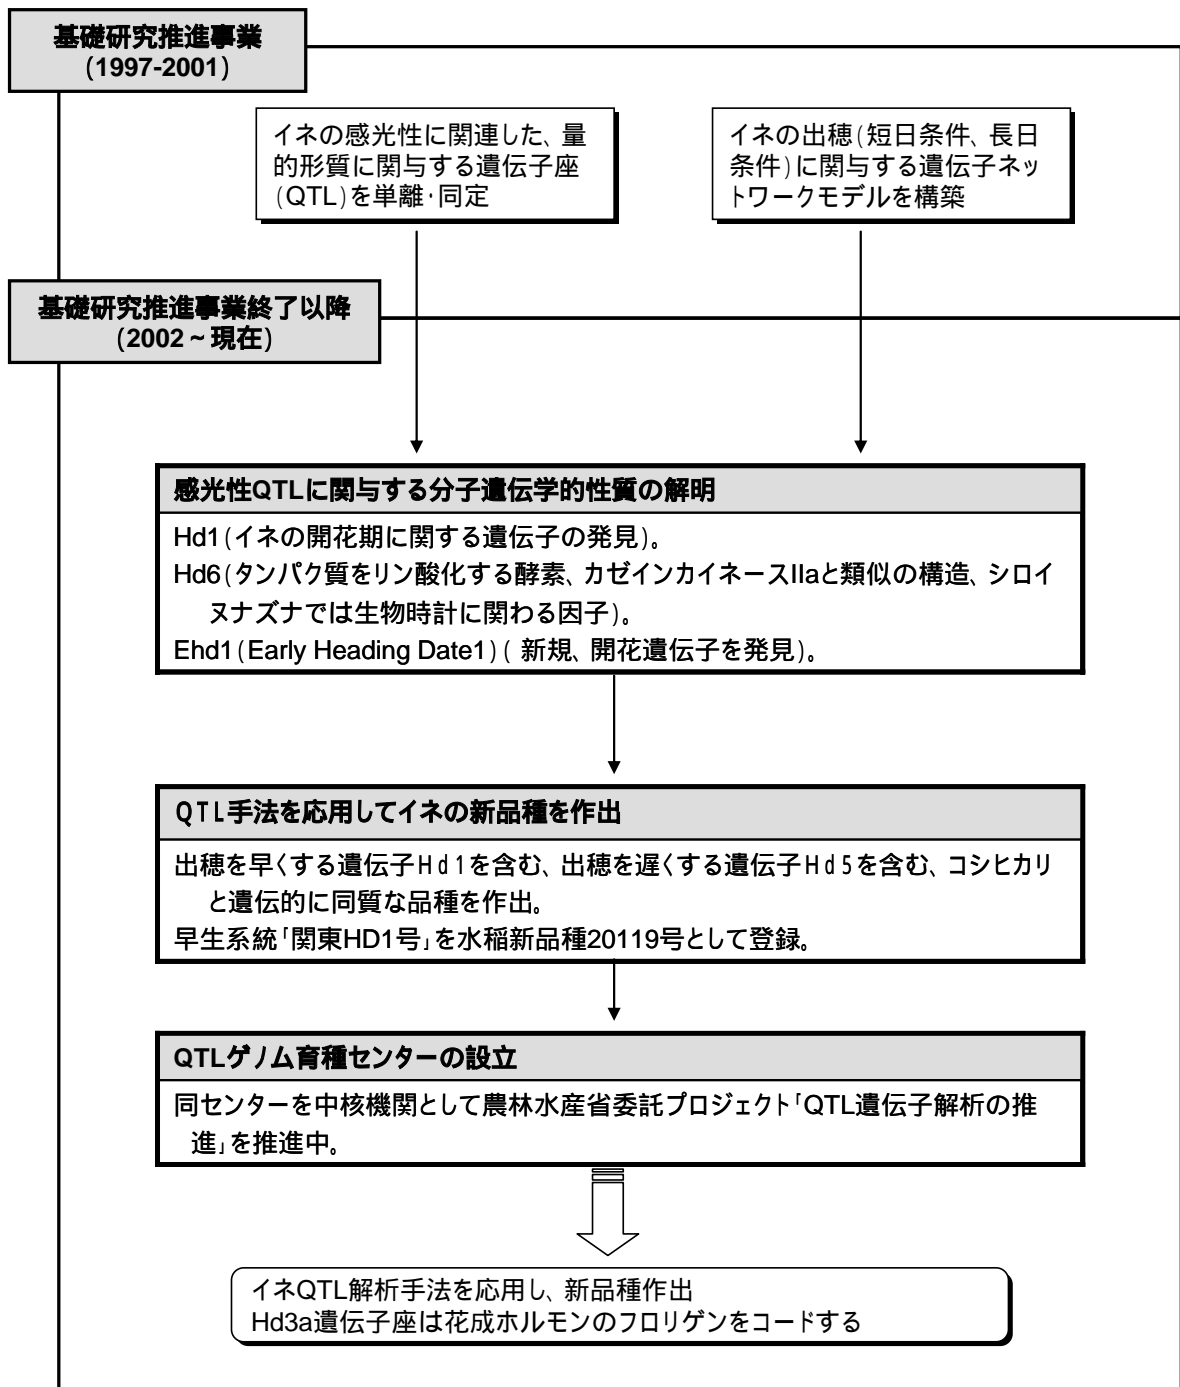 基礎研究推進事業
(1997-2001)
イネの感光性に関連した、量
的形質に関与する遺伝子座
(QTL)を単離・同定
イネの出穂(短日条件、長日
条件)に関与する遺伝子ネッ
トワークモデルを構築
基礎研究推進事業終了以降
(2002~現在)
感光性QTLに関与する分子遺伝学的性質の解明
Hd1(イネの開花期に関する遺伝子の発見)。
Hd6(タンパク質をリン酸化する酵素、カゼインカイネースIIaと類似の構造、シロイ
ヌナズナでは生物時計に関わる因子)。
Ehd1(Early Heading Date1)( 新規、開花遺伝子を発見)。
QTL手法を応用してイネの新品種を作出
出穂を早くする遺伝子Hd1を含む、出穂を遅くする遺伝子Hd5を含む、コシヒカリ
と遺伝的に同質な品種を作出。
早生系統「関東HD1号」を水稲新品種20119号として登録。
QTLゲノム育種センターの設立
同センターを中核機関として農林水産省委託プロジェクト「QTL遺伝子解析の推
進」を推進中。
イネQTL解析手法を応用し、新品種作出
Hd3a遺伝子座は花成ホルモンのフロリゲンをコードする